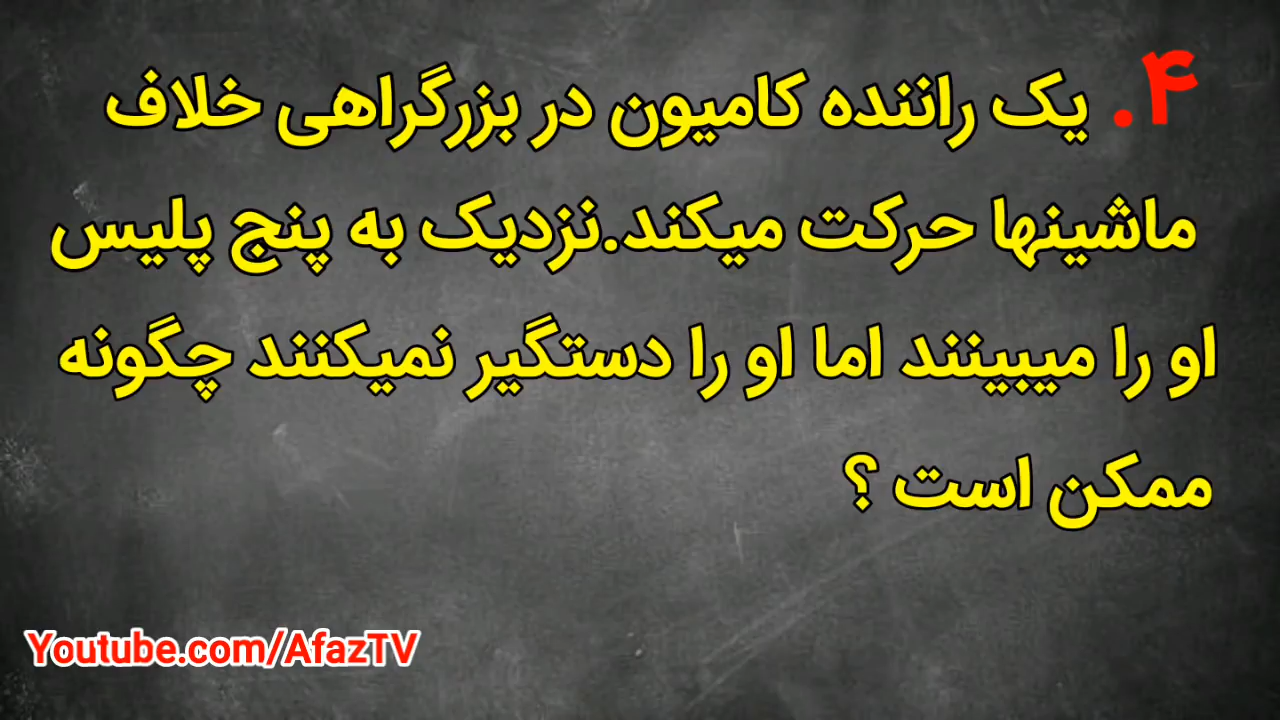 ۴. یک راننده کامیون در بزرگراهی خلاف
ماشینها حرکت میکند.نزدیک به پنج پلیس
او را میبینند اما او را دستگیر نمیکنند چگونه
ممکن است ؟
Youtube.com/AfazTV